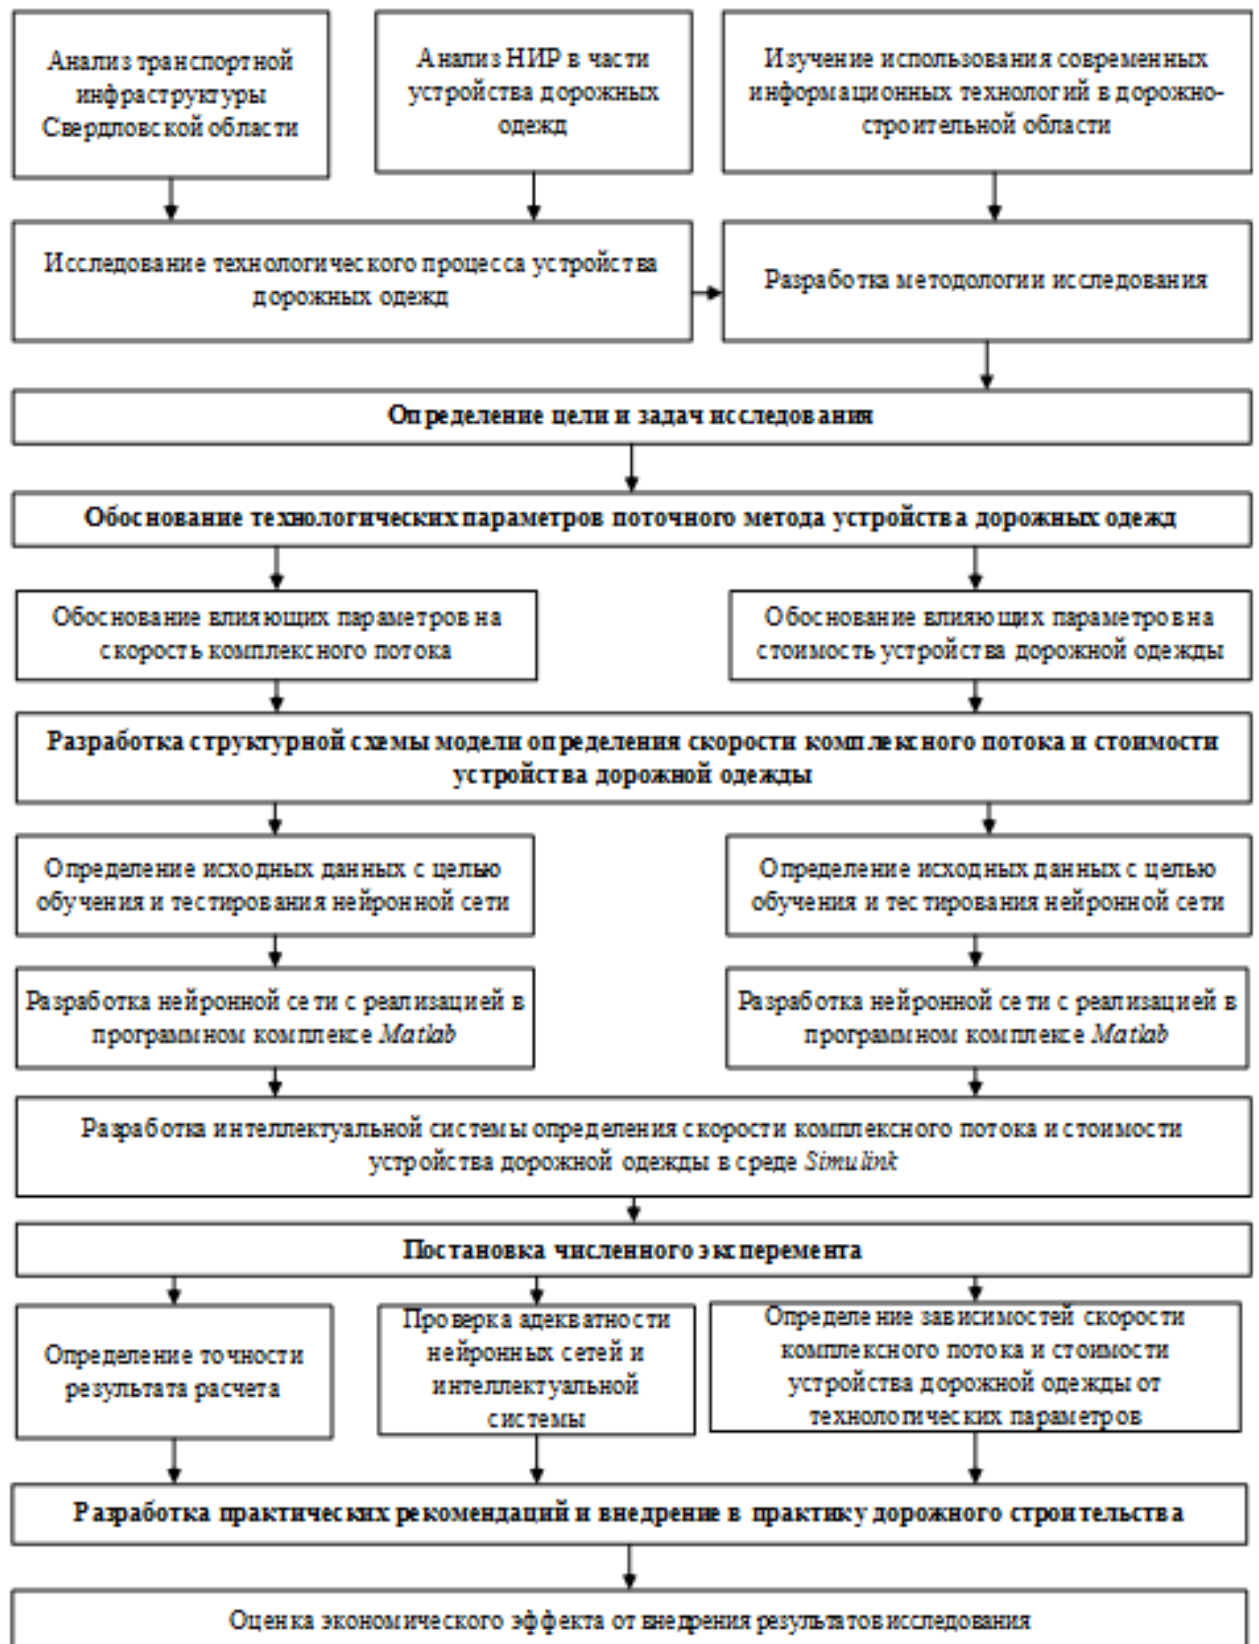 Анализ транспортной
инфраструктуры
Свердловской области
Анализ НИР в части
устройства дорожных
одежд
Изучение использования современных
информационных технологий в дорожно-
строительной области
Исследование технологического процесса устройства
дорожных одежд
Разработка методологии исследования
Определение цели и задач исследования
Обоснование технологических параметров поточного метода устройства дорожных одежд
Обоснование влияющих параметров на
скорость комплексного потока
Обоснование влияющих параметров на
стоимость устройства дорожной одежды
Разработка структурной схемы модели определения скорости комплексного потока и стоимости
устройства дорожной одежды
Определение исходных данных с целью
обучения и тестирования нейронной сети
Определение исходных данных с целью
обучения и тестирования нейронной сети
Разработка нейронной сети с реализацией в
программном комплексе Matlab
Разработка нейронной сети с реализацией в
программном комплексе Matlab
Разработка интеллектуальной системы определения скорости комплексного потока и стоимости
устройства дорожной одежды в среде Simulink
Постановка численного эксперемента
Определение точности
результата расчета
Проверка адекватности
нейронных сетей и
интеллектуальной
системы
Определение зависимостей скорости
комплексного потока и стоимости
устройства дорожной одежды от
технологических параметров
Разработка практических рекомендаций и внедрение в практику дорожного строительства
Оценка экономического эффекта от внедрения результатов исследования